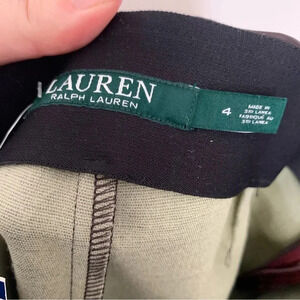 LAUREN
RALPH LAUREN
4
MADE IN
SRI LANKA
FABRIQUÉ AU
SRI LANKA